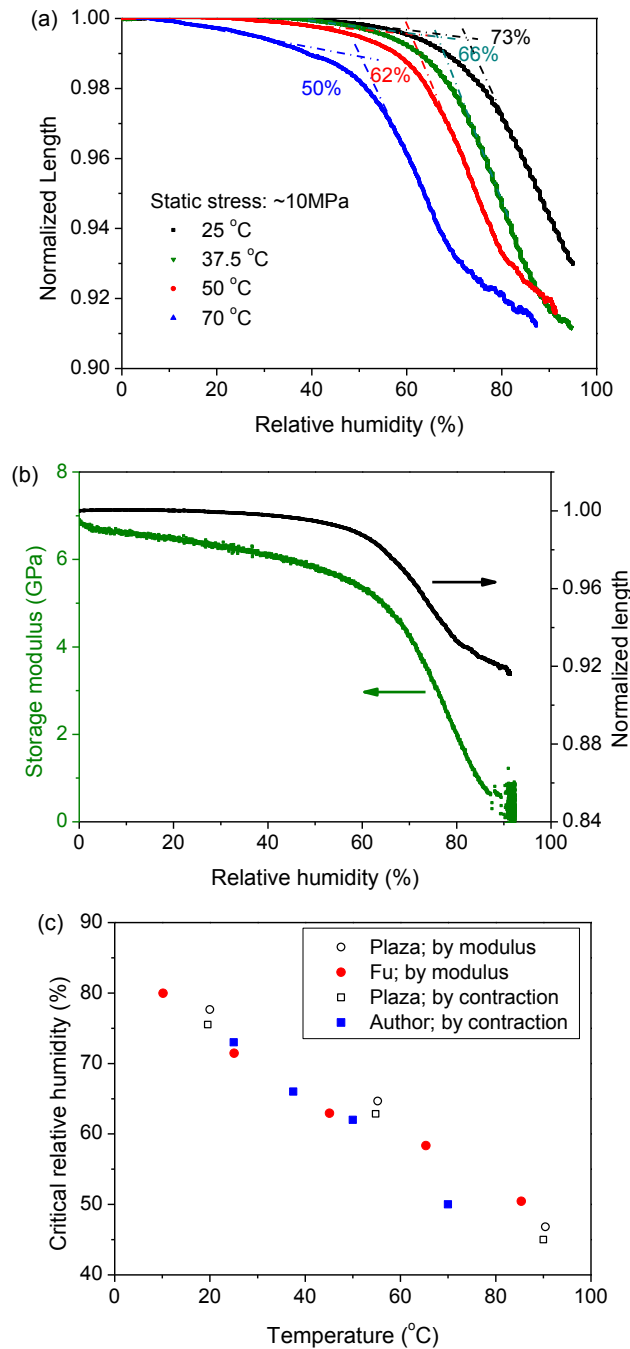 (a)
1.00
0.98
0.96
0.94
0.92
0.90
Normalized Length
73%
66%
62%
50%
Static stress: ~10MPa
25 °C
37.5 °C
50 °C
70 °C
0 20 40 60 80 100
Relative humidity (%)
(b)
8
6
4
2
0
Storage modulus (GPa)
1.00
0.96
0.92
0.88
0.84
Normalized length
0 20 40 60 80 100
Relative humidity (%)
(c)
90
80
70
60
50
40
Critical relative humidity (%)
Plaza; by modulus
Fu; by modulus
Plaza; by contraction
Author; by contraction
0 20 40 60 80 100
Temperature (°C)